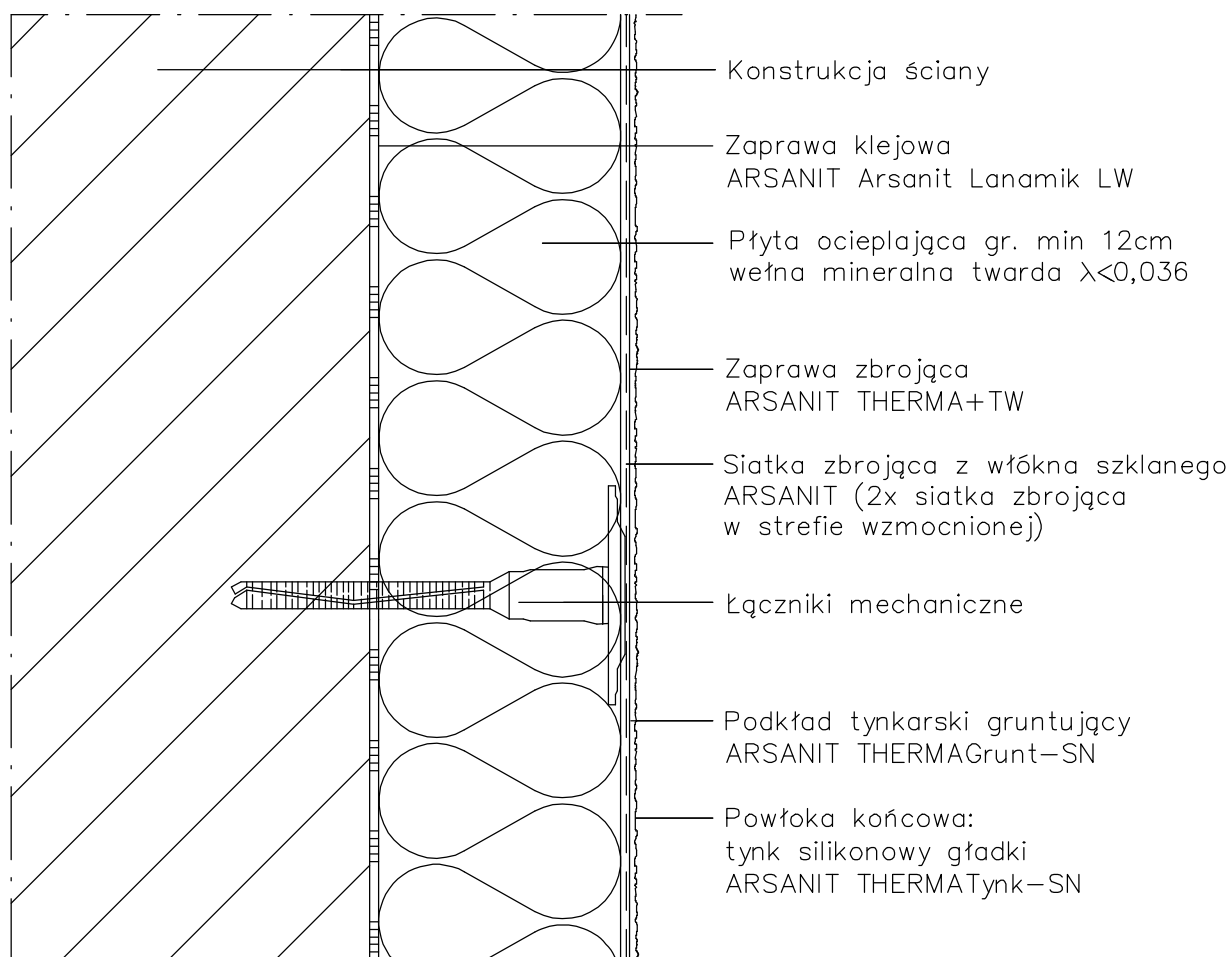 Konstrukcja ściany
Zaprawa klejowa
ARSANIT Arsanit Lanamik LW
Płyta ocieplająca gr. min 12cm
wełna mineralna twarda λ<0,036
Zaprawa zbrojąca
ARSANIT THERMA+TW
Siatka zbrojąca z włókna szklanego
ARSANIT (2x siatka zbrojąca
w strefie wzmocnionej)
Łączniki mechaniczne
Podkład tynkarski gruntujący
ARSANIT THERMAGrunt-SN
Powłoka końcowa:
tynk silikonowy gładki
ARSANIT THERMATynk-SN